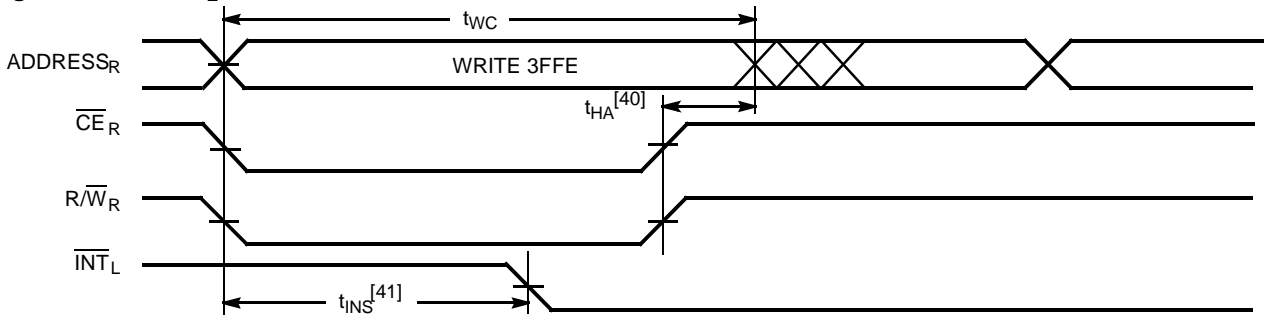 tWC
ADDRESSR
WRITE 3FFE
tHA[40]
CER
R/WR
INTL
tINS[41]